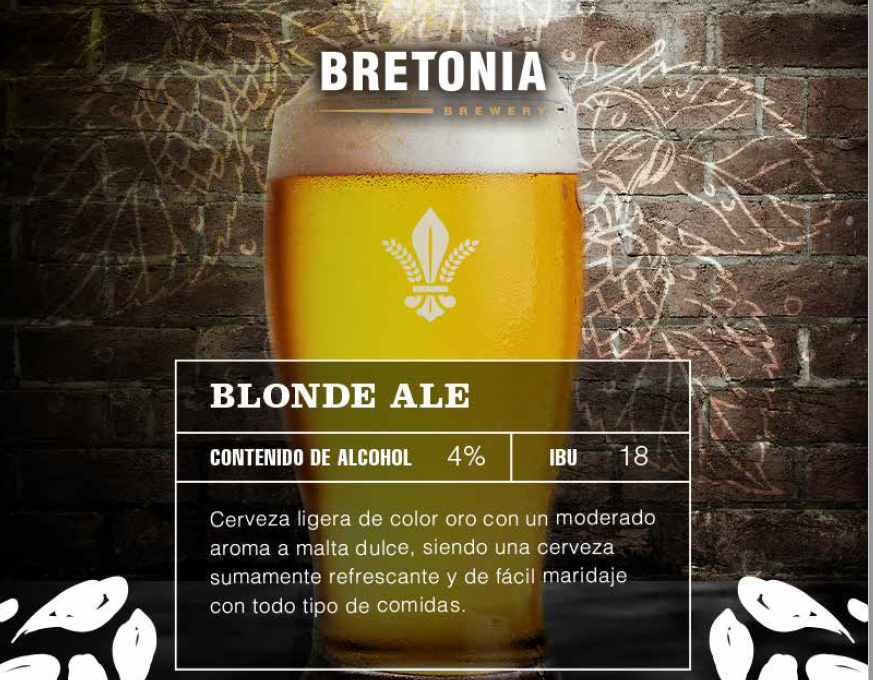 BRETONIA
BREWERY
BLONDE ALE
CONTENIDO DE ALCOHOL 4% IBU 18
Cerveza ligera de color oro con un moderado
aroma a malta dulce, siendo una cerveza
sumamente refrescante y de fácil maridaje
con todo tipo de comidas.